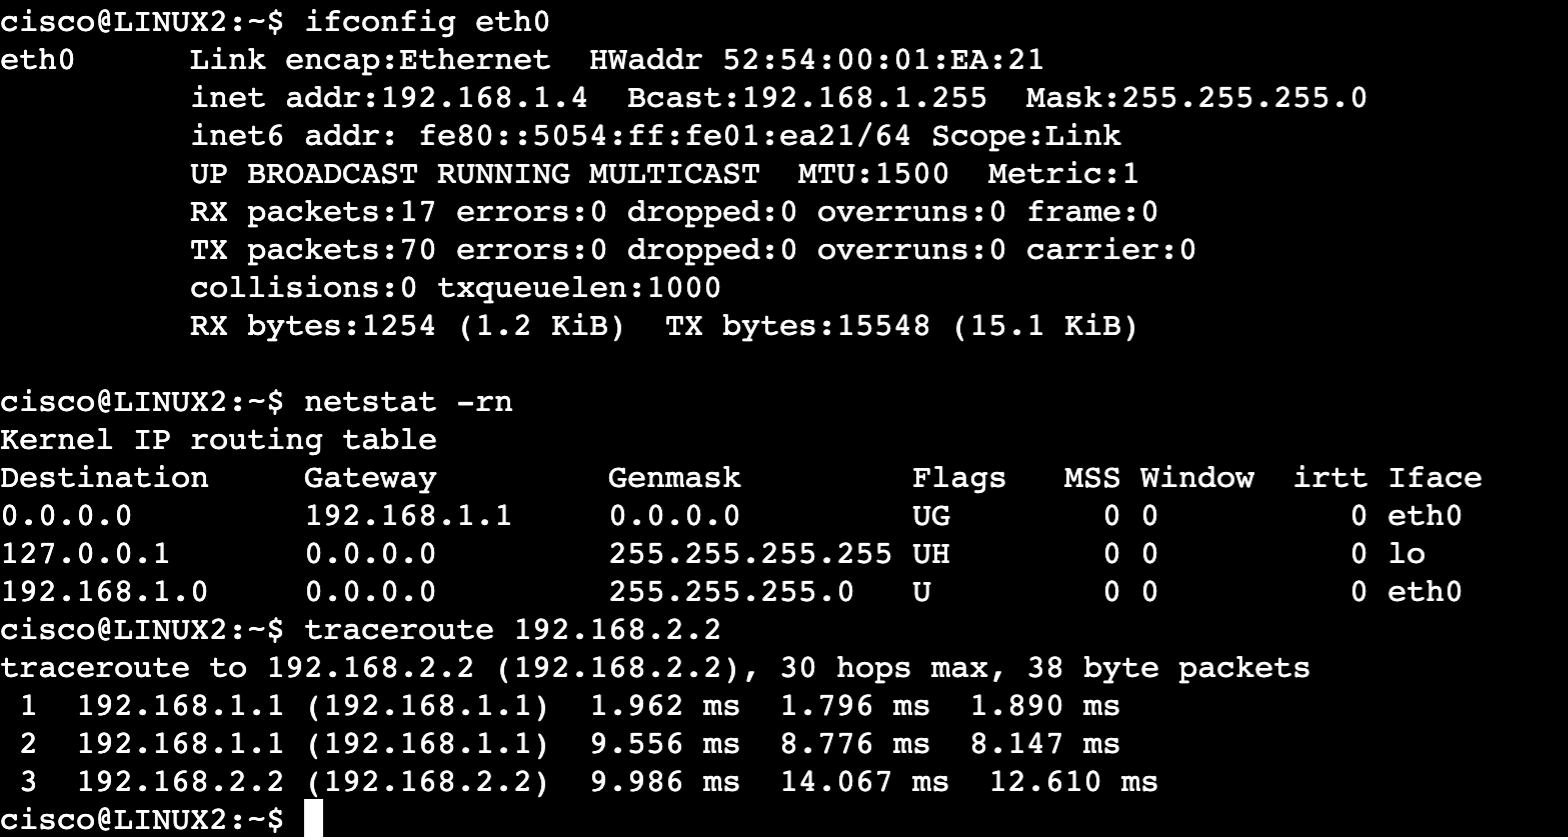 cisco@LINUX2:~$ ifconfig eth0
eth0      Link encap:Ethernet  HWaddr 52:54:00:01:EA:21
          inet addr:192.168.1.4  Bcast:192.168.1.255  Mask:255.255.255.0
          inet6 addr: fe80::5054:ff:fe01:ea21/64 Scope:Link
          UP BROADCAST RUNNING MULTICAST  MTU:1500  Metric:1
          RX packets:17 errors:0 dropped:0 overruns:0 frame:0
          TX packets:70 errors:0 dropped:0 overruns:0 carrier:0
          collisions:0 txqueuelen:1000
          RX bytes:1254 (1.2 KiB)  TX bytes:15548 (15.1 KiB)

cisco@LINUX2:~$ netstat -rn
Kernel IP routing table
Destination     Gateway         Genmask         Flags   MSS Window  irtt Iface
0.0.0.0         192.168.1.1     0.0.0.0         UG        0 0          0 eth0
127.0.0.1       0.0.0.0         255.255.255.255 UH        0 0          0 lo
192.168.1.0     0.0.0.0         255.255.255.0   U         0 0          0 eth0
cisco@LINUX2:~$ traceroute 192.168.2.2
traceroute to 192.168.2.2 (192.168.2.2), 30 hops max, 38 byte packets
 1  192.168.1.1 (192.168.1.1)  1.962 ms  1.796 ms  1.890 ms
 2  192.168.1.1 (192.168.1.1)  9.556 ms  8.776 ms  8.147 ms
 3  192.168.2.2 (192.168.2.2)  9.986 ms  14.067 ms  12.610 ms
cisco@LINUX2:~$